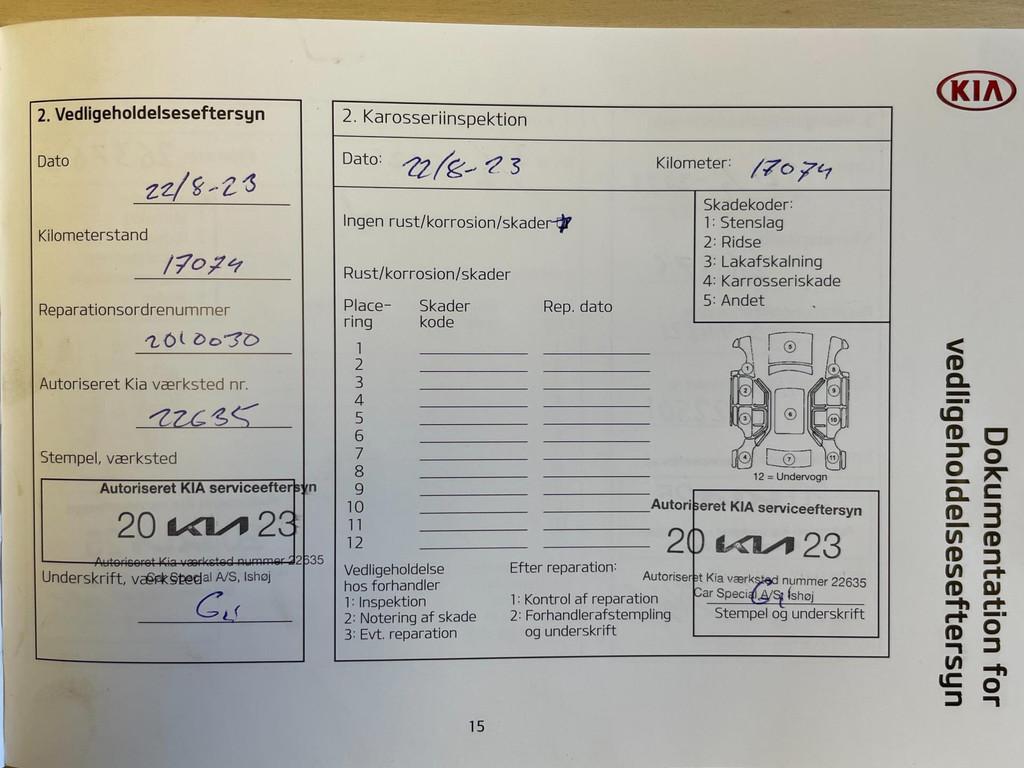 KIA
Dokumentation for
vedligeholdelseseftersyn
2. Vedligeholdelseseftersyn
Dato
22/8-23
Kilometerstand
17074
Reparationsordrenummer
2010030
Autoriseret Kia værksted nr.
22635
Stempel, værksted
Autoriseret KIA serviceeftersyn
20 KIA 23
Autoriseret Kia værksted nummer 22635
Car Special A/S, Ishøj
Underskrift, værksted
2. Karosseriinspektion
Dato: 22/8-23 Kilometer: 17074
Ingen rust/korrosion/skader
Rust/korrosion/skader
Skadekoder:
1: Stenslag
2: Ridse
3: Lakafskalning
4: Karrosseriskade
5: Andet
Place-
ring
Skader
kode
Rep. dato
1
2
3
4
5
6
7
8
9
10
11
12
12 = Undervogn
Vedligeholdelse
hos forhandler
1: Inspektion
2: Notering af skade
3: Evt. reparation
Efter reparation:
1: Kontrol af reparation
2: Forhandlerafstempling
og underskrift
Autoriseret KIA serviceeftersyn
20 KIA 23
Autoriseret Kia værksted nummer 22635
Car Special A/S, Ishøj
Stempel og underskrift
15